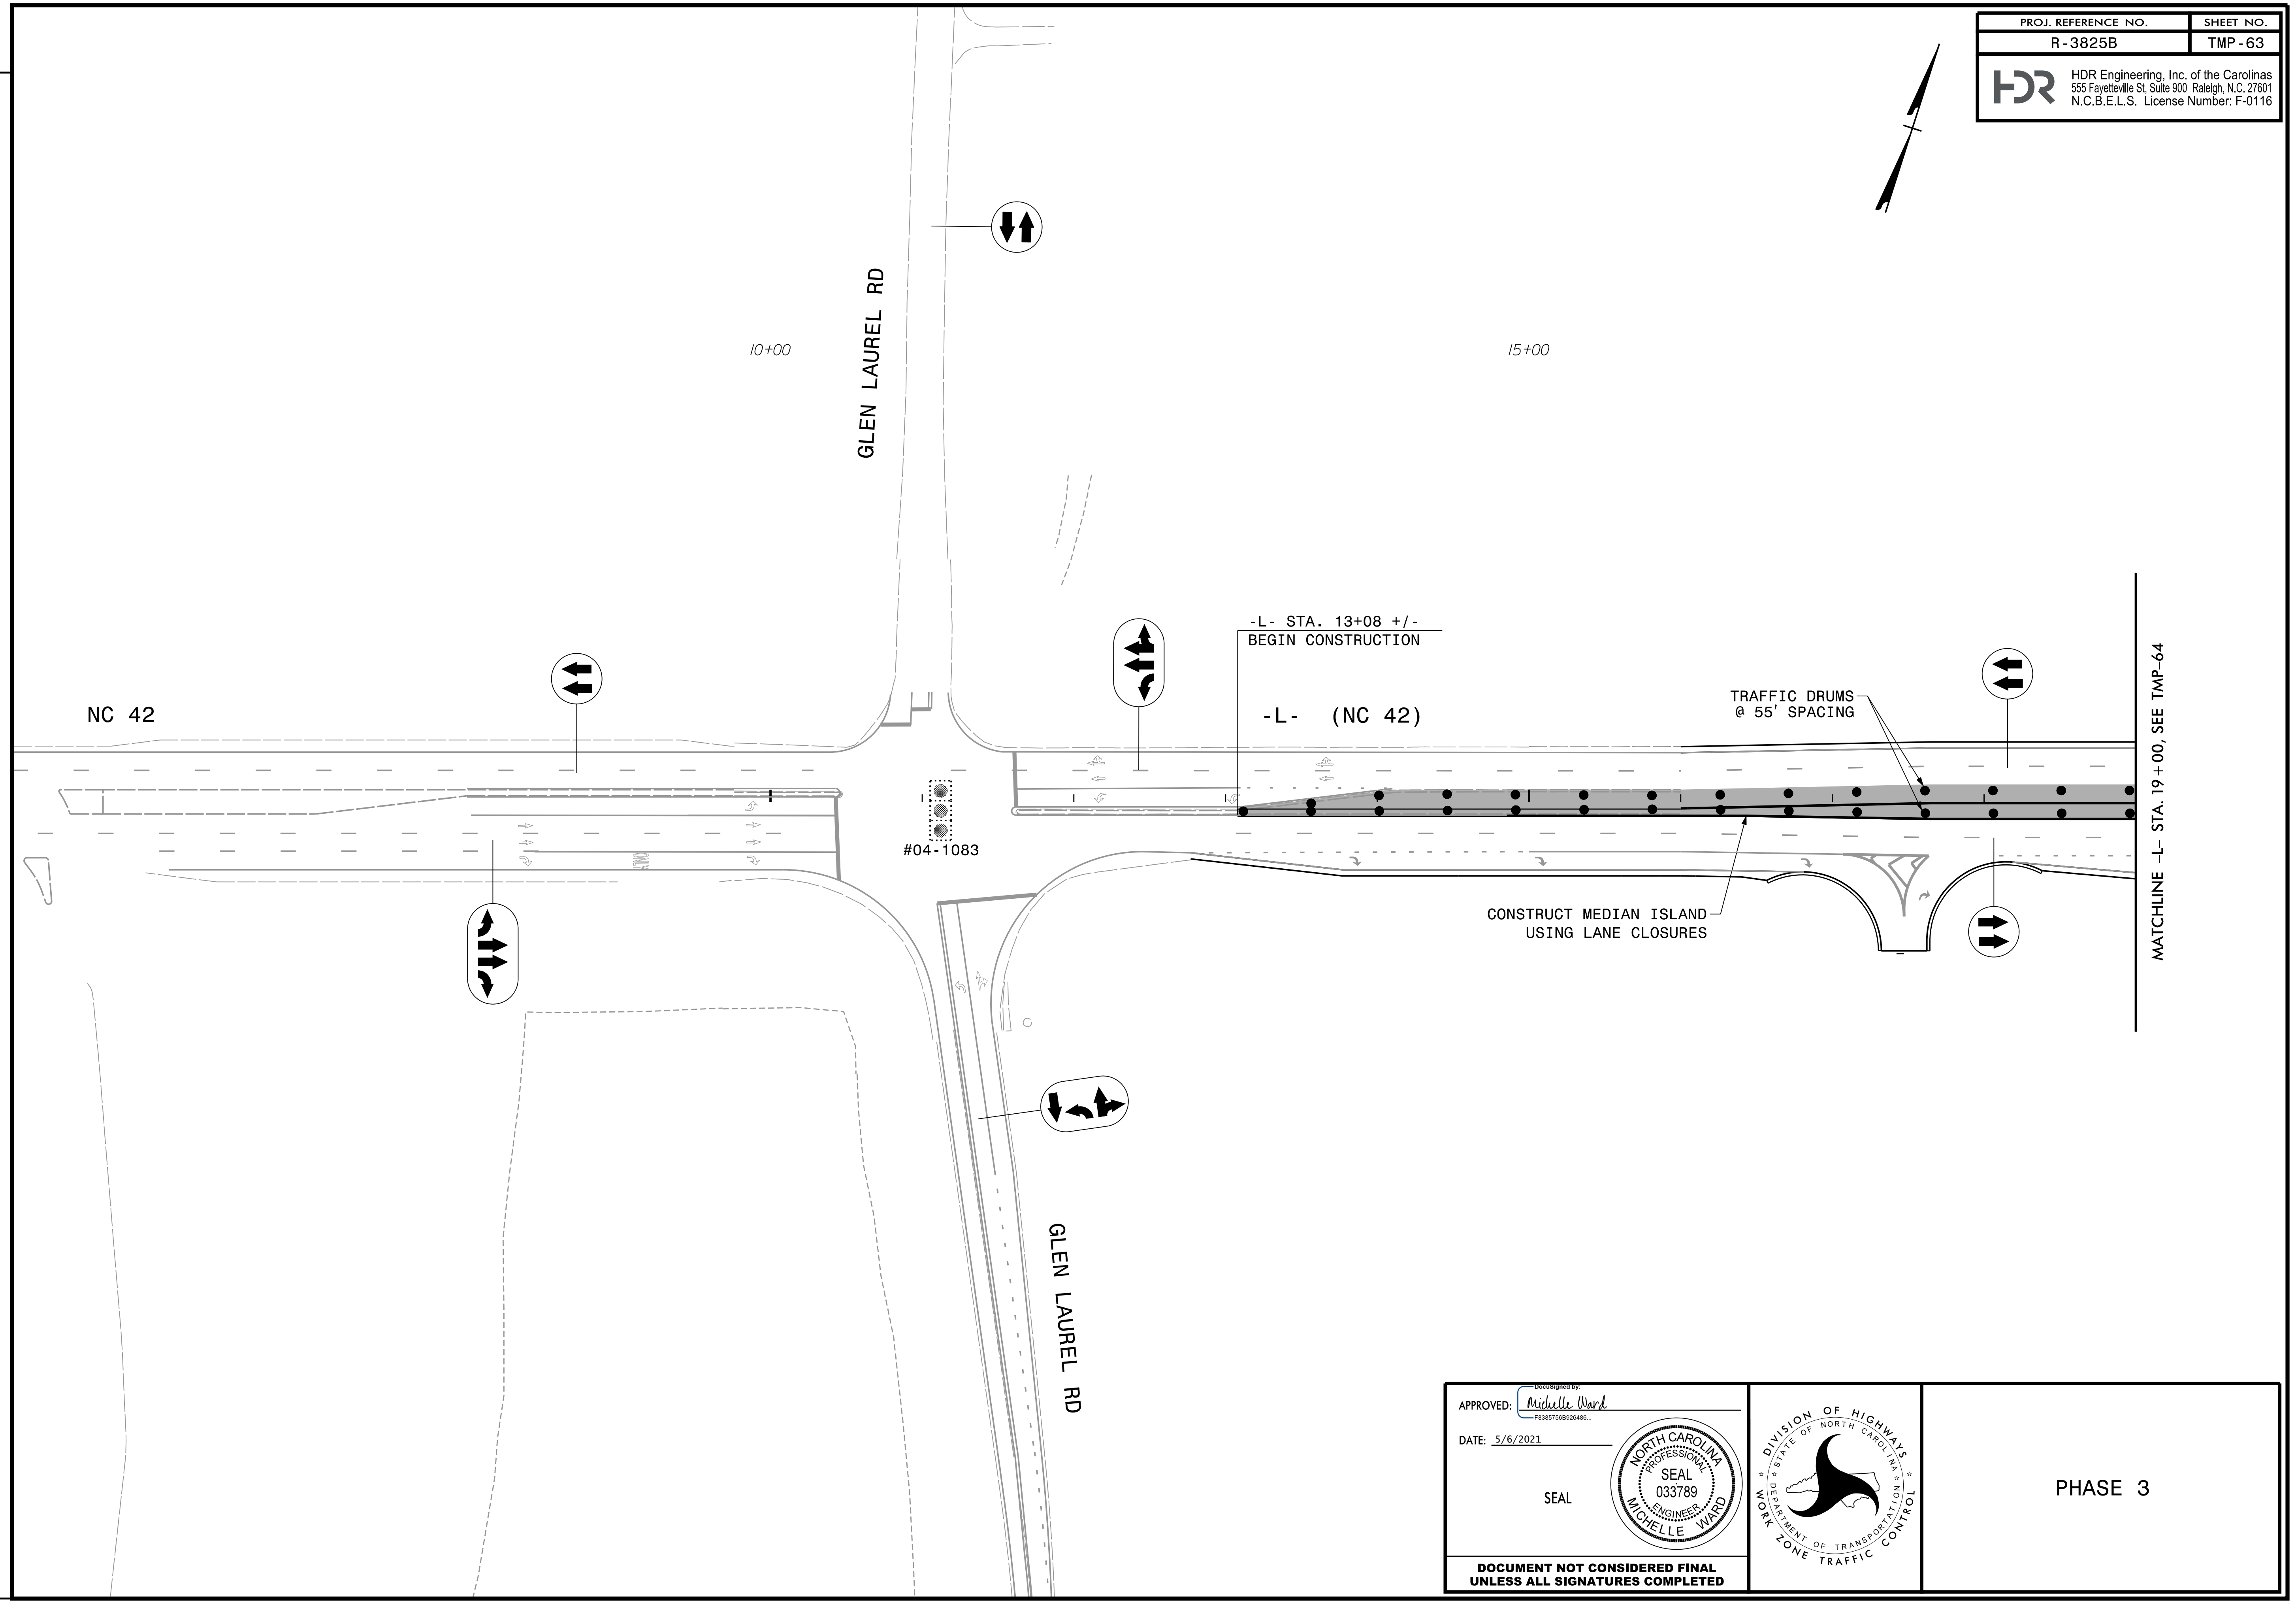 PROJ. REFERENCE NO.
SHEET NO.
R-3825B
TMP-63
HDR
HDR Engineering, Inc. of the Carolinas
555 Fayetteville St, Suite 900 Raleigh, N.C. 27601
N.C.B.E.L.S. License Number: F-0116
GLEN LAUREL RD
10+00
15+00
-L- STA. 13+08 +/-
BEGIN CONSTRUCTION
NC 42
-L- (NC 42)
TRAFFIC DRUMS
@ 55' SPACING
MATCHLINE -L- STA. 19+00, SEE TMP-64
#04-1083
ONLY
CONSTRUCT MEDIAN ISLAND
USING LANE CLOSURES
GLEN LAUREL RD
DocuSigned by:
APPROVED: Michelle Ward
F8385756B926486...
DATE: 5/6/2021
SEAL
NORTH CAROLINA
PROFESSIONAL
SEAL
033789
ENGINEER
MICHELLE WARD
DOCUMENT NOT CONSIDERED FINAL
UNLESS ALL SIGNATURES COMPLETED
DIVISION OF HIGHWAYS
STATE OF NORTH CAROLINA
DEPARTMENT OF TRANSPORTATION
WORK ZONE TRAFFIC CONTROL
PHASE 3